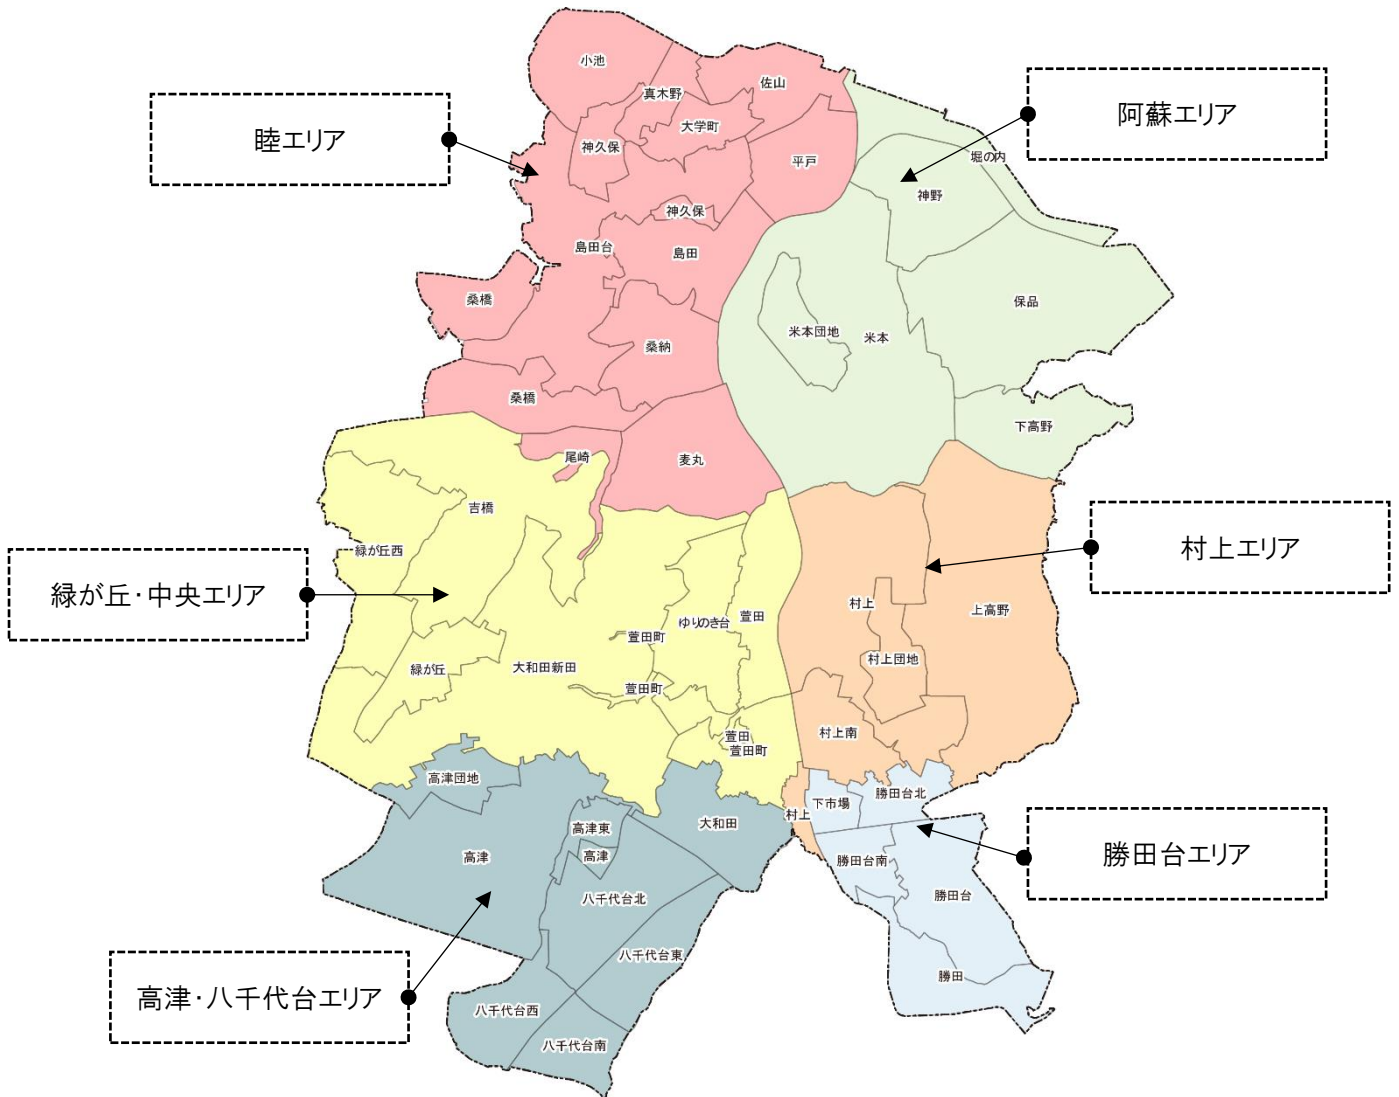 小池
佐山
真木野
睦エリア
阿蘇エリア
大学町
神久保
平戸
堀の内
神野
神久保
島田台
島田
桑橋
保品
米本団地
米本
桑納
桑橋
下高野
尾崎
麦丸
吉橋
緑が丘西
村上エリア
緑が丘・中央エリア
村上
上高野
ゆりのき台
萱田
萱田町
村上団地
緑が丘
大和田新田
萱田町
村上南
萱田
萱田町
高津団地
勝田台北
下市場
村上
大和田
高津東
高津
高津
勝田台南
勝田台エリア
八千代台北
勝田台
八千代台東
勝田
高津・八千代台エリア
八千代台西
八千代台南